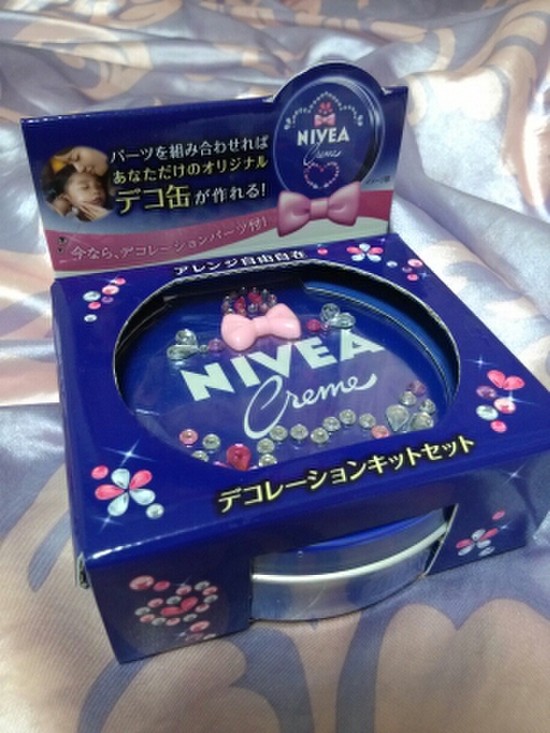 パーツを組み合わせれば
あなただけのオリジナル
デコ缶が作れる!
NIVEA
Creme
今なら、デコレーションパーツ付!
アレンジ自由自在
NIVEA
Creme
デコレーションキットセット